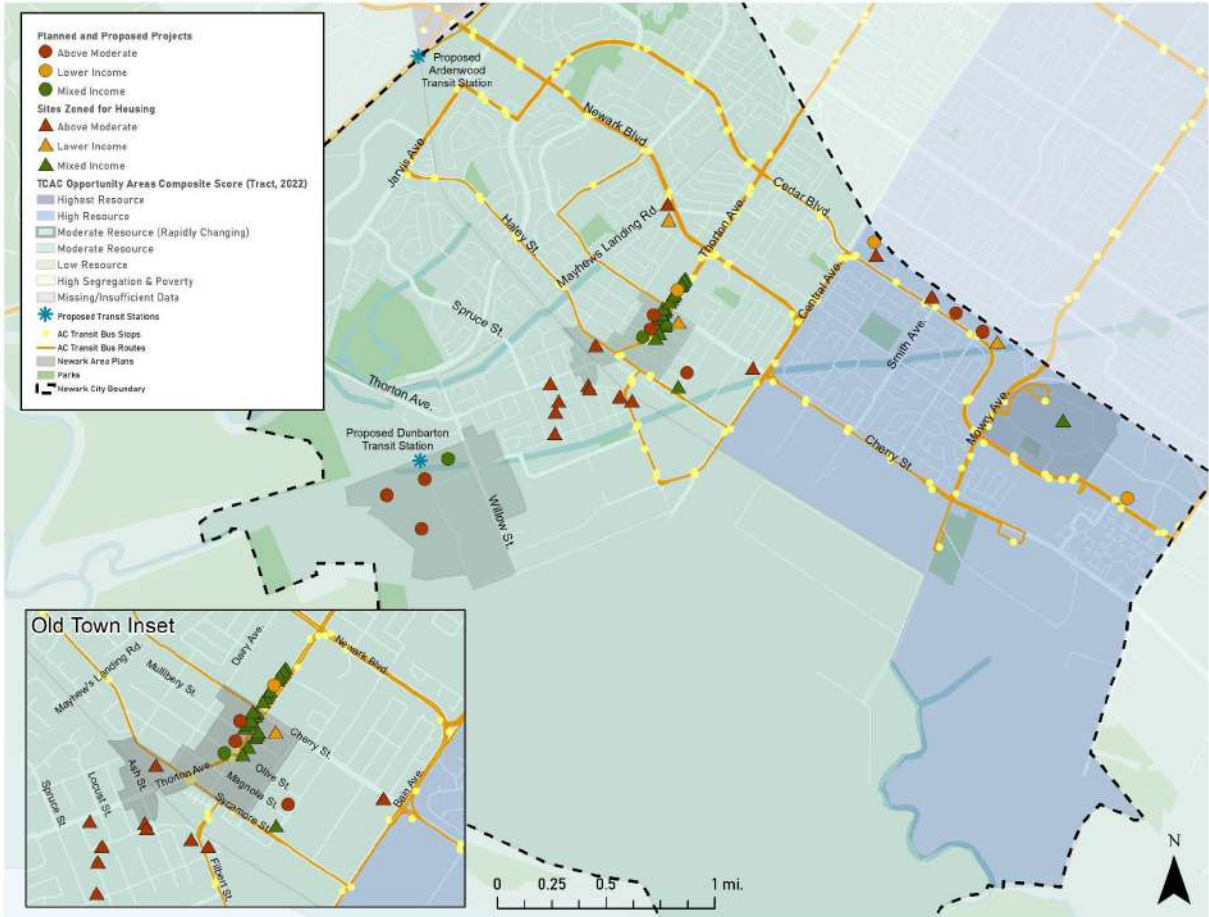 Planned and Proposed Projects
Above Moderate
Lower Income
Mixed Income
Sites Zoned for Housing
Above Moderate
Lower Income
Mixed Income
TCAC Opportunity Areas Composite Score (Tract, 2022)
Highest Resource
High Resource
Moderate Resource (Rapidly Changing)
Moderate Resource
Low Resource
High Segregation & Poverty
Missing/Insufficient Data
Proposed Transit Stations
AC Transit Bus Stops
AC Transit Bus Routes
Newark Area Plans
Parks
Newark City Boundary
Proposed
Ardenwood
Transit Station
Newark Blvd.
Jarvis Ave.
Haley St.
Mayhews Landing Rd.
Thorton Ave.
Cedar Blvd.
Central Ave.
Spruce St.
Smith Ave.
Thorton Ave.
Mowry Ave.
Cherry St.
Proposed Dunbarton
Transit Station
Willow St.
Old Town Inset
Dairy Ave.
Newark Blvd.
Mayhew's Landing Rd.
Mullibery St.
Cherry St.
Ash St.
Thorton Ave.
Olive St.
Magnolia St.
Bain Ave.
Locust St.
Spruce St.
Sycamore St.
Filbert St.
0 0.25 0.5 1 mi.
N